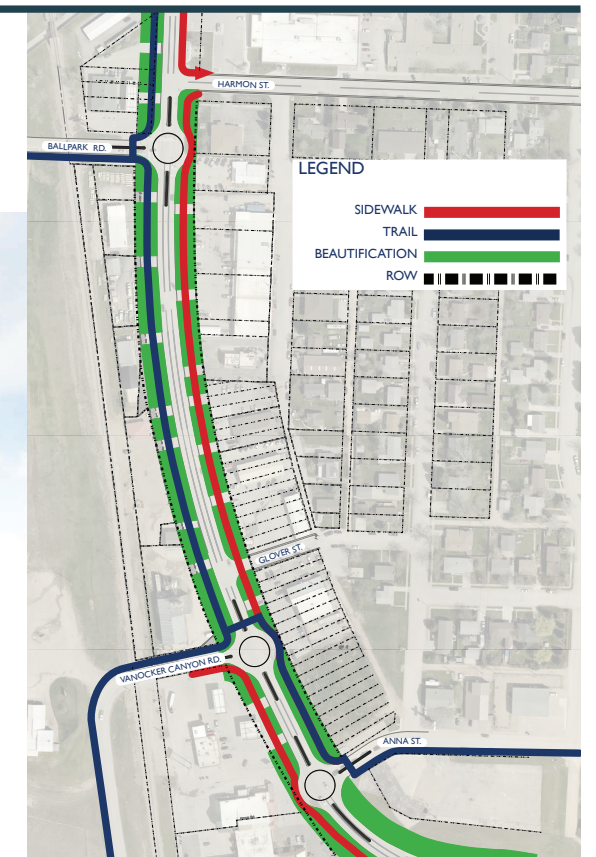 HARMON ST.
BALLPARK RD.
LEGEND
SIDEWALK
TRAIL
BEAUTIFICATION
ROW
GLOVER ST.
VANOCKER CANYON RD.
ANNA ST.